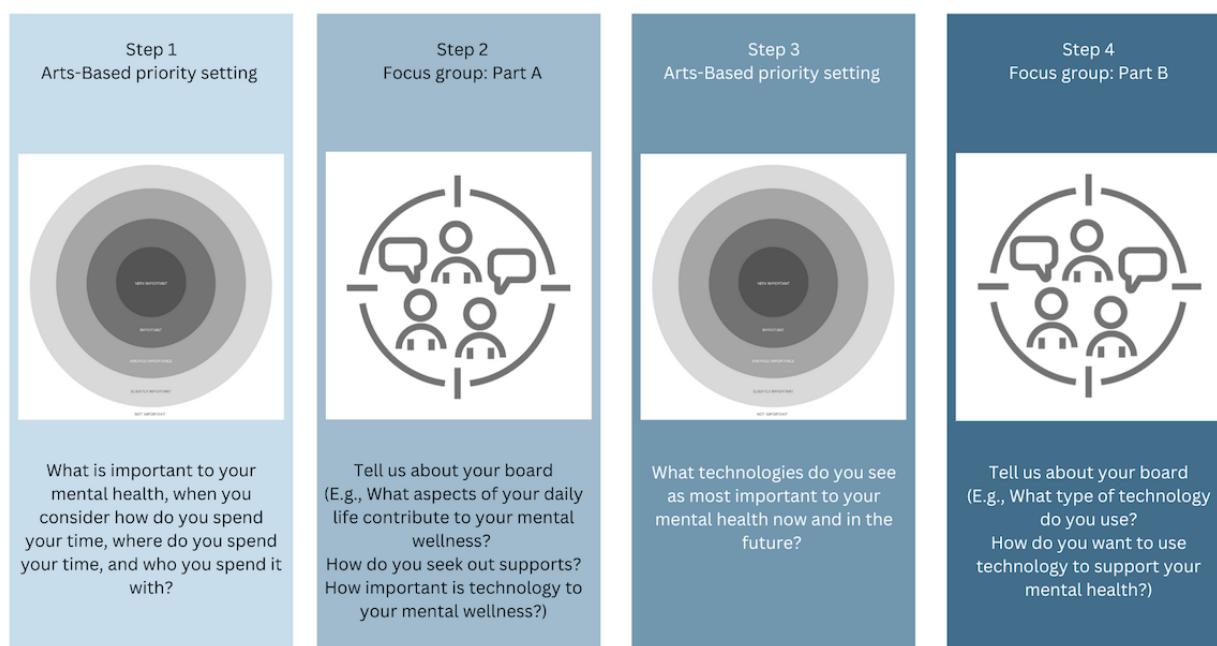 Step 1
Arts-Based priority setting
VERY IMPORTANT
IMPORTANT
AVERAGE IMPORTANCE
SLIGHTLY IMPORTANT
NOT IMPORTANT
What is important to your
mental health, when you
consider how do you spend
your time, where do you spend
your time, and who you spend it
with?
Step 2
Focus group: Part A
Tell us about your board
(E.g., What aspects of your daily
life contribute to your mental
wellness?
How do you seek out supports?
How important is technology to
your mental wellness?)
Step 3
Arts-Based priority setting
VERY IMPORTANT
IMPORTANT
AVERAGE IMPORTANCE
SLIGHTLY IMPORTANT
NOT IMPORTANT
What technologies do you see
as most important to your
mental health now and in the
future?
Step 4
Focus group: Part B
Tell us about your board
(E.g., What type of technology
do you use?
How do you want to use
technology to support your
mental health?)